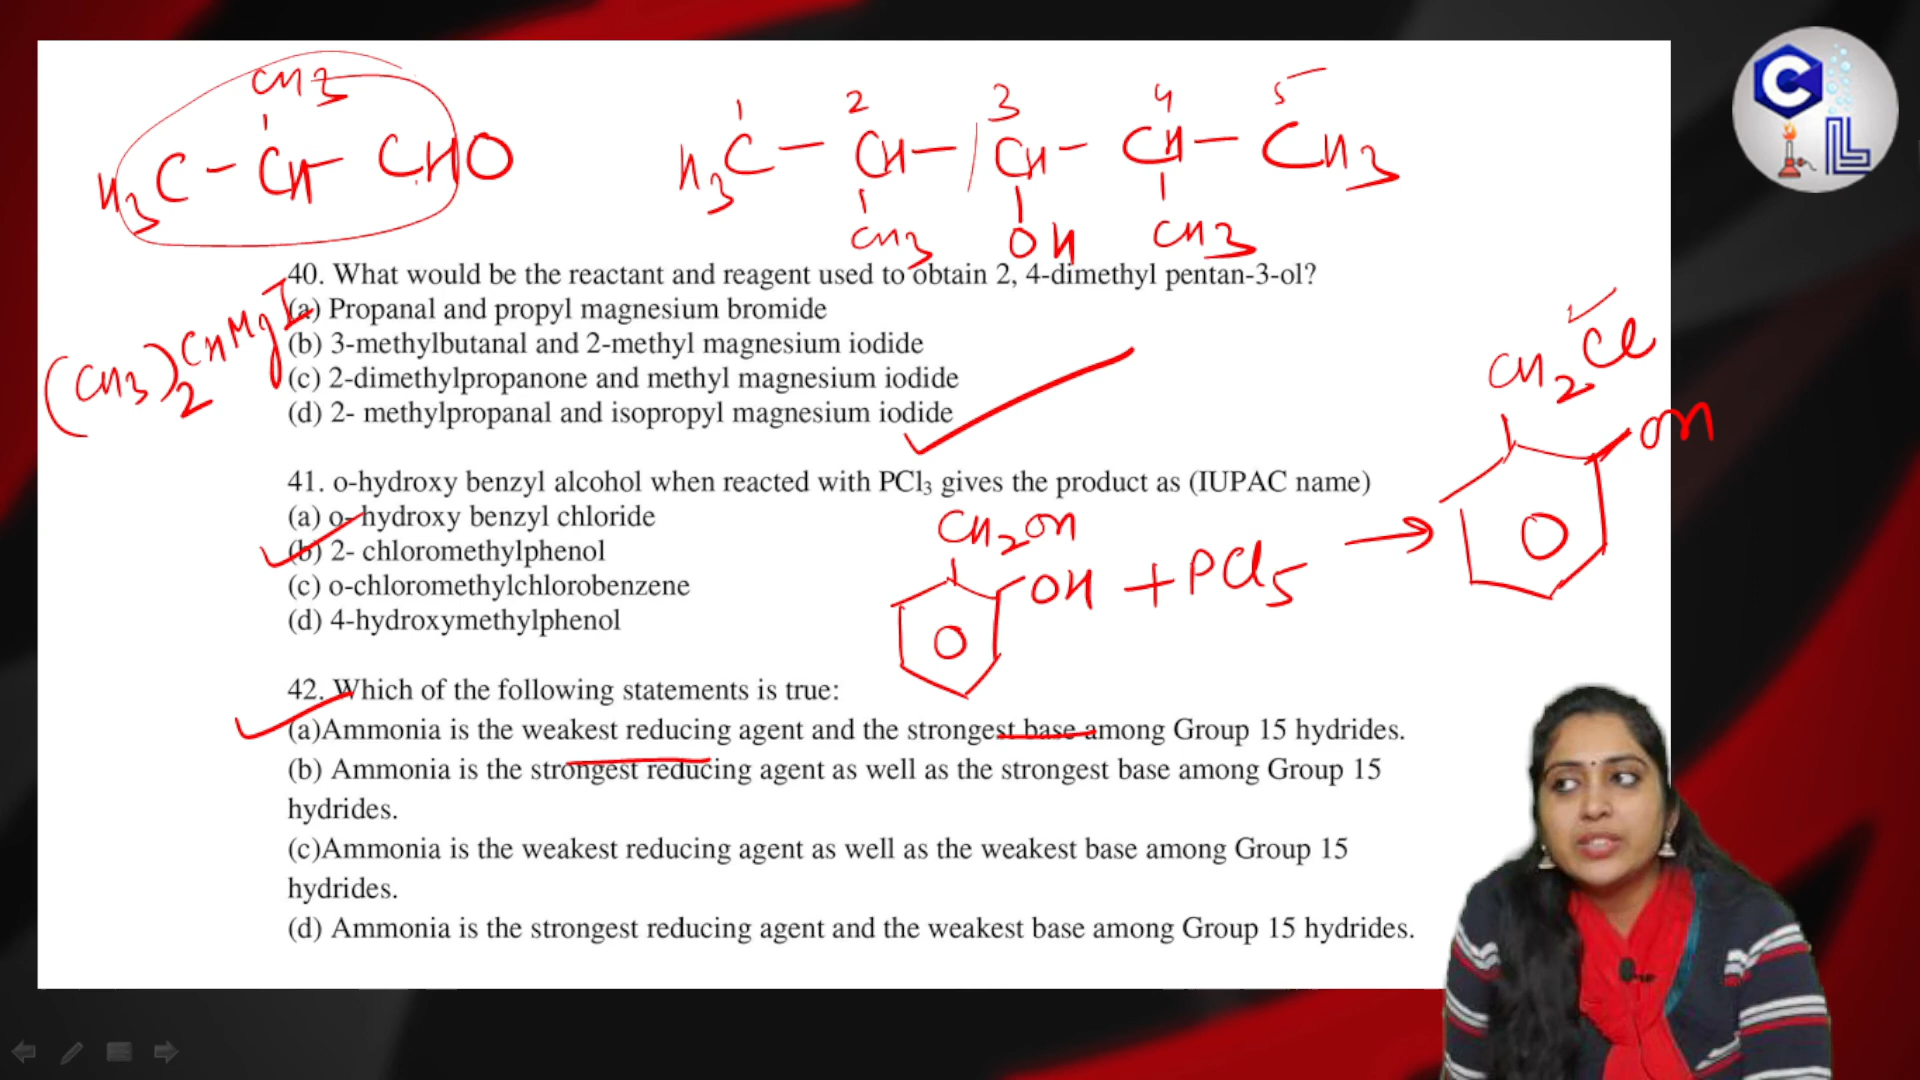 CH3
H3C - CH - CHO
1 2 3 4 5
H3C - CH - CH - CH - CH3
CH3 OH CH3
40. What would be the reactant and reagent used to obtain 2, 4-dimethyl pentan-3-ol?
(a) Propanal and propyl magnesium bromide
(b) 3-methylbutanal and 2-methyl magnesium iodide
(c) 2-dimethylpropanone and methyl magnesium iodide
(d) 2- methylpropanal and isopropyl magnesium iodide
(CH3)2CHMgI
41. o-hydroxy benzyl alcohol when reacted with PCl3 gives the product as (IUPAC name)
(a) o- hydroxy benzyl chloride
(b) 2- chloromethylphenol
(c) o-chloromethylchlorobenzene
(d) 4-hydroxymethylphenol
CH2OH
OH + PCl5 →
CH2Cl
OH
42. Which of the following statements is true:
(a)Ammonia is the weakest reducing agent and the strongest base among Group 15 hydrides.
(b) Ammonia is the strongest reducing agent as well as the strongest base among Group 15
hydrides.
(c)Ammonia is the weakest reducing agent as well as the weakest base among Group 15
hydrides.
(d) Ammonia is the strongest reducing agent and the weakest base among Group 15 hydrides.
C L